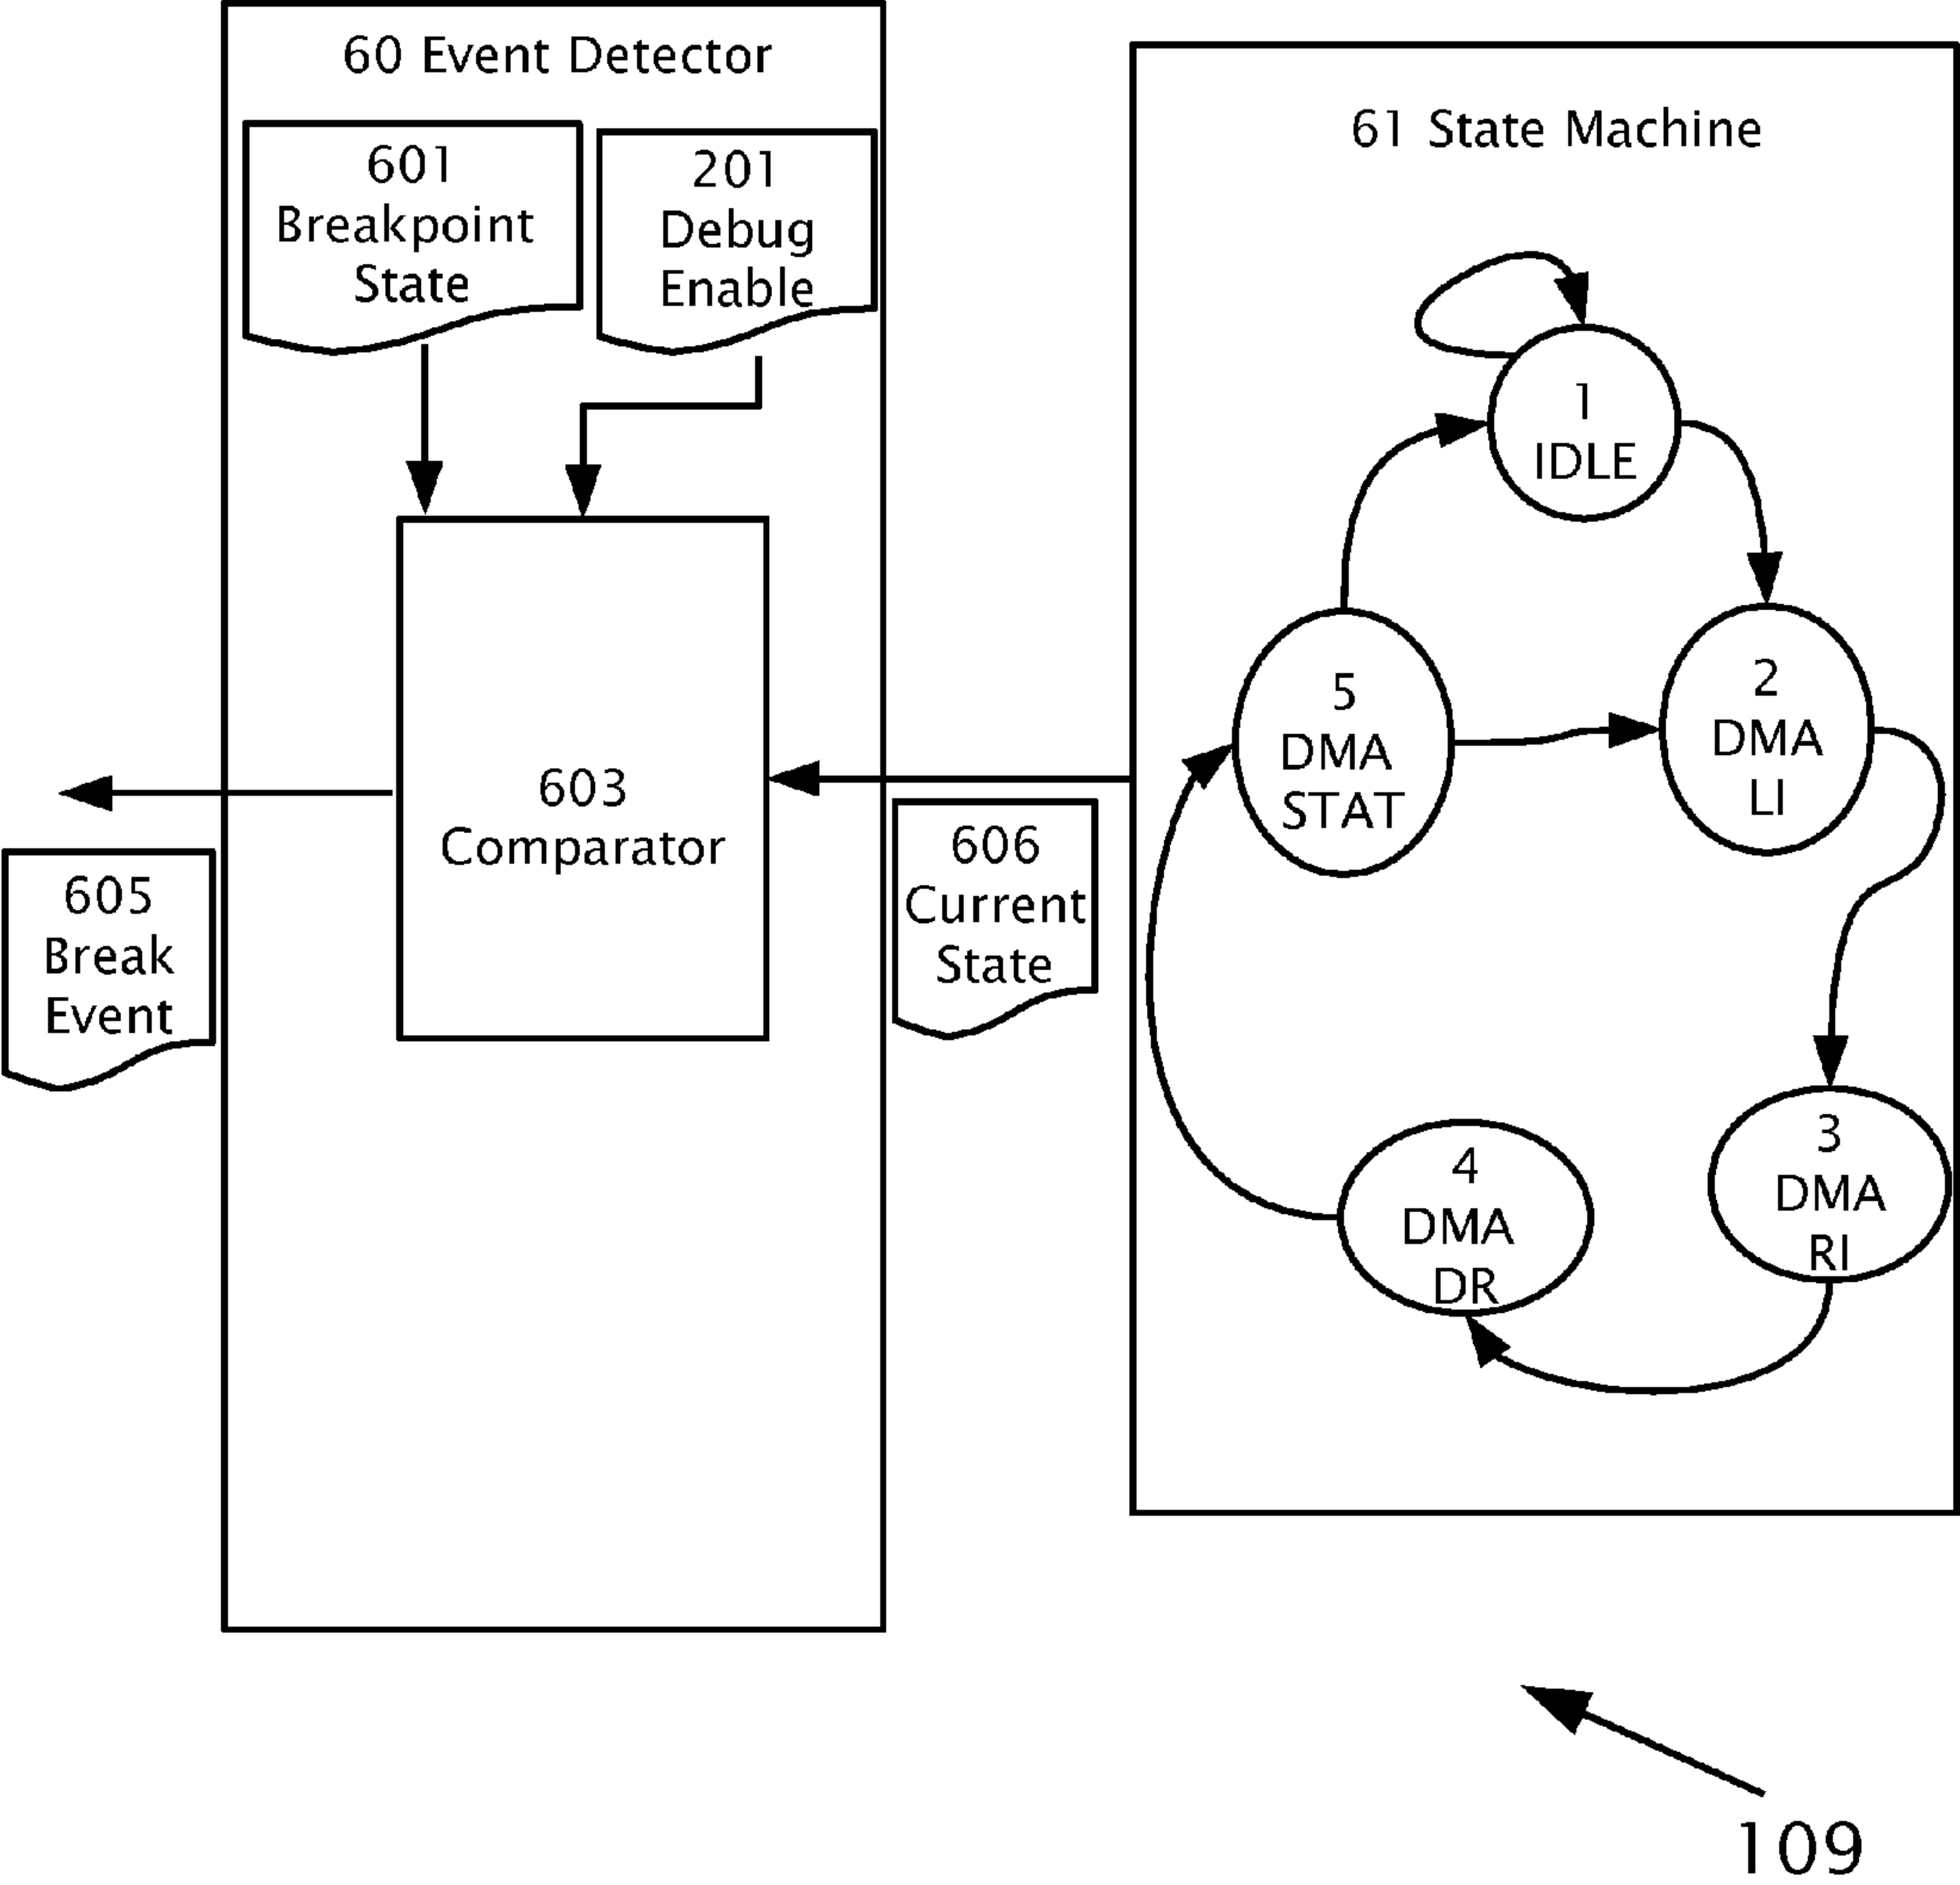 60 Event Detector
601
Breakpoint
State
201
Debug
Enable
603
Comparator
605
Break
Event
606
Current
State
61 State Machine
1
IDLE
2
DMA
LI
5
DMA
STAT
3
DMA
RI
4
DMA
DR
109